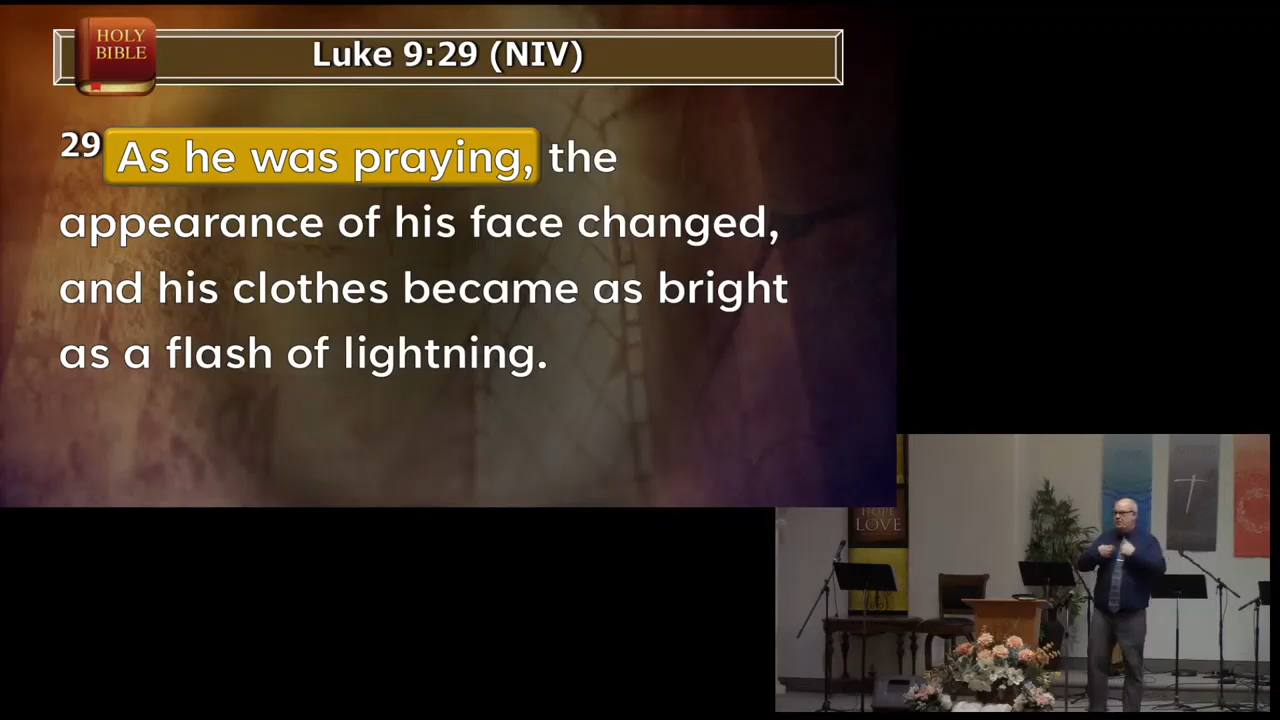 HOLY
BIBLE
Luke 9:29 (NIV)
29 As he was praying, the
appearance of his face changed,
and his clothes became as bright
as a flash of lightning.
HOPE
LOVE